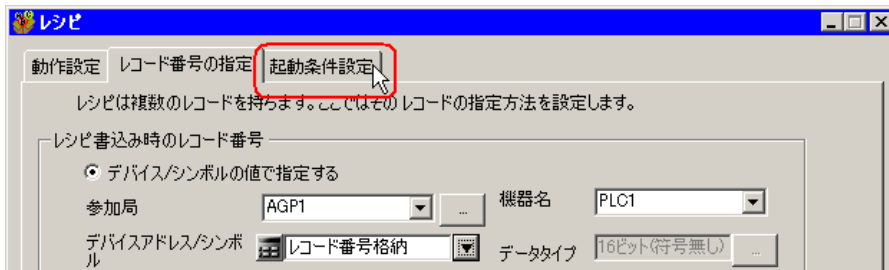 レシピ
動作設定 レコード番号の指定 起動条件設定
レシピは複数のレコードを持ちます。ここではそのレコードの指定方法を設定します。
レシピ書込み時のレコード番号
デバイス/シンボルの値で指定する
参加局 AGP1 ... 機器名 PLC1
デバイスアドレス/シンボ
ル レコード番号格納 データタイプ 16ビット(符号無し) ...